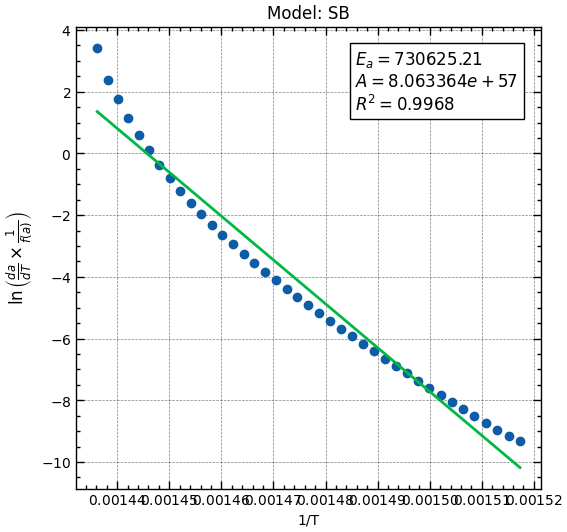 Model: SB
E_a = 730625.21
A = 8.063364e + 57
R^2 = 0.9968
4
2
0
−2
−4
−6
−8
−10
ln(da/dT × 1/f(a))
0.00144 0.00145 0.00146 0.00147 0.00148 0.00149 0.00150 0.00151 0.00152
1/T